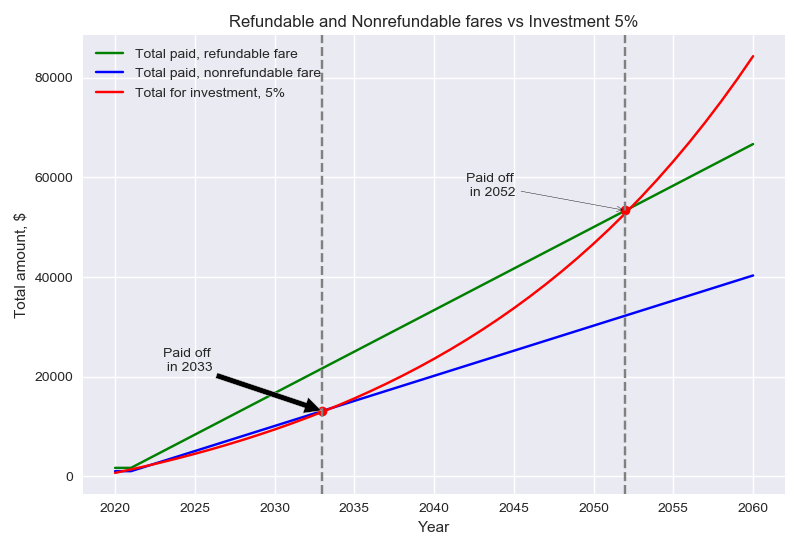 Refundable and Nonrefundable fares vs Investment 5%
Total paid, refundable fare
Total paid, nonrefundable fare
Total for investment, 5%
80000
60000
40000
20000
0
Total amount, $
Paid off
in 2052
Paid off
in 2033
2020
2025
2030
2035
2040
2045
2050
2055
2060
Year